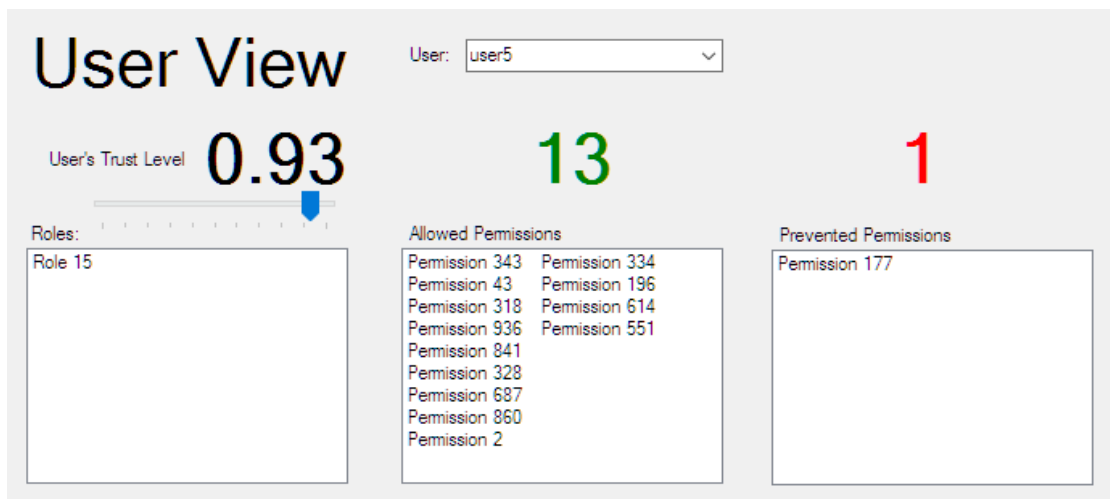 User View
User: user5
User's Trust Level 0.93
13
1
Roles:
Role 15
Allowed Permissions
Permission 343 Permission 334
Permission 43 Permission 196
Permission 318 Permission 614
Permission 936 Permission 551
Permission 841
Permission 328
Permission 687
Permission 860
Permission 2
Prevented Permissions
Permission 177